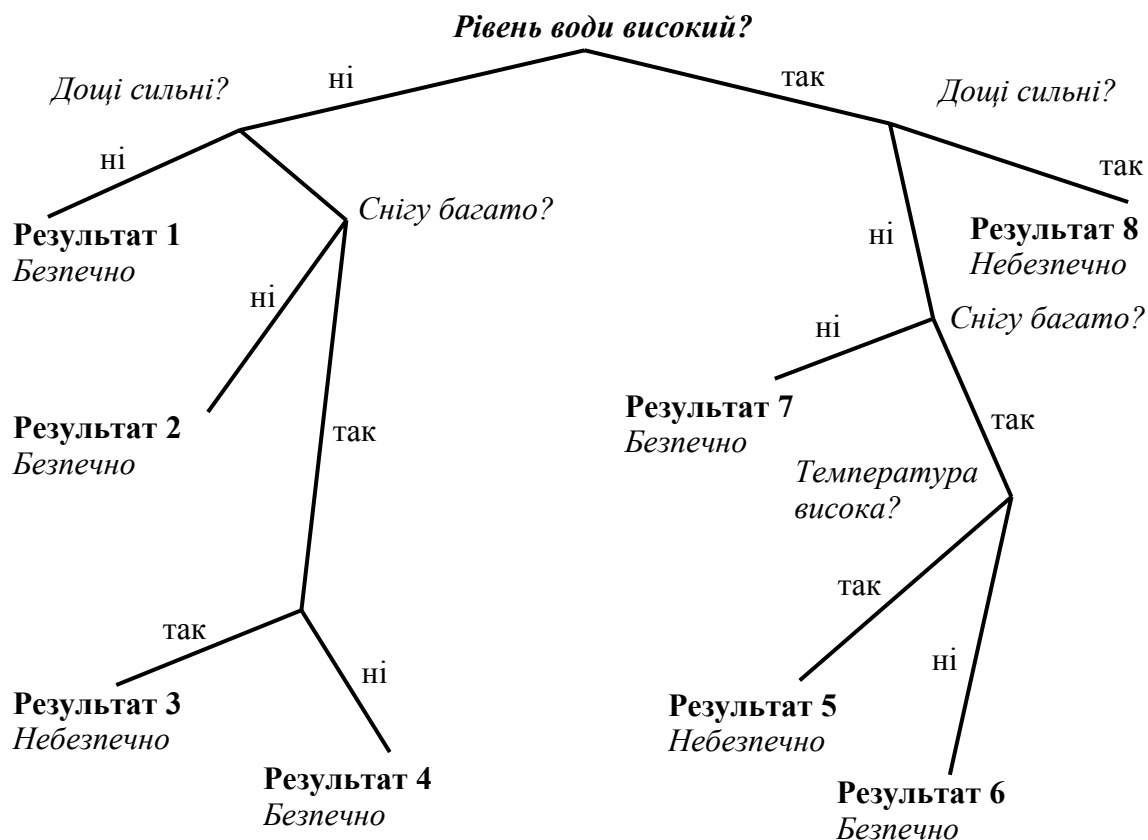 Рівень води високий?
ні
так
Дощі сильні?
Дощі сильні?
ні
так
Снігу багато?
Результат 1
Безпечно
Результат 8
Небезпечно
ні
ні
Снігу багато?
ні
Результат 7
Безпечно
Результат 2
Безпечно
так
так
Температура
висока?
так
так
ні
ні
Результат 3
Небезпечно
Результат 5
Небезпечно
Результат 4
Безпечно
Результат 6
Безпечно